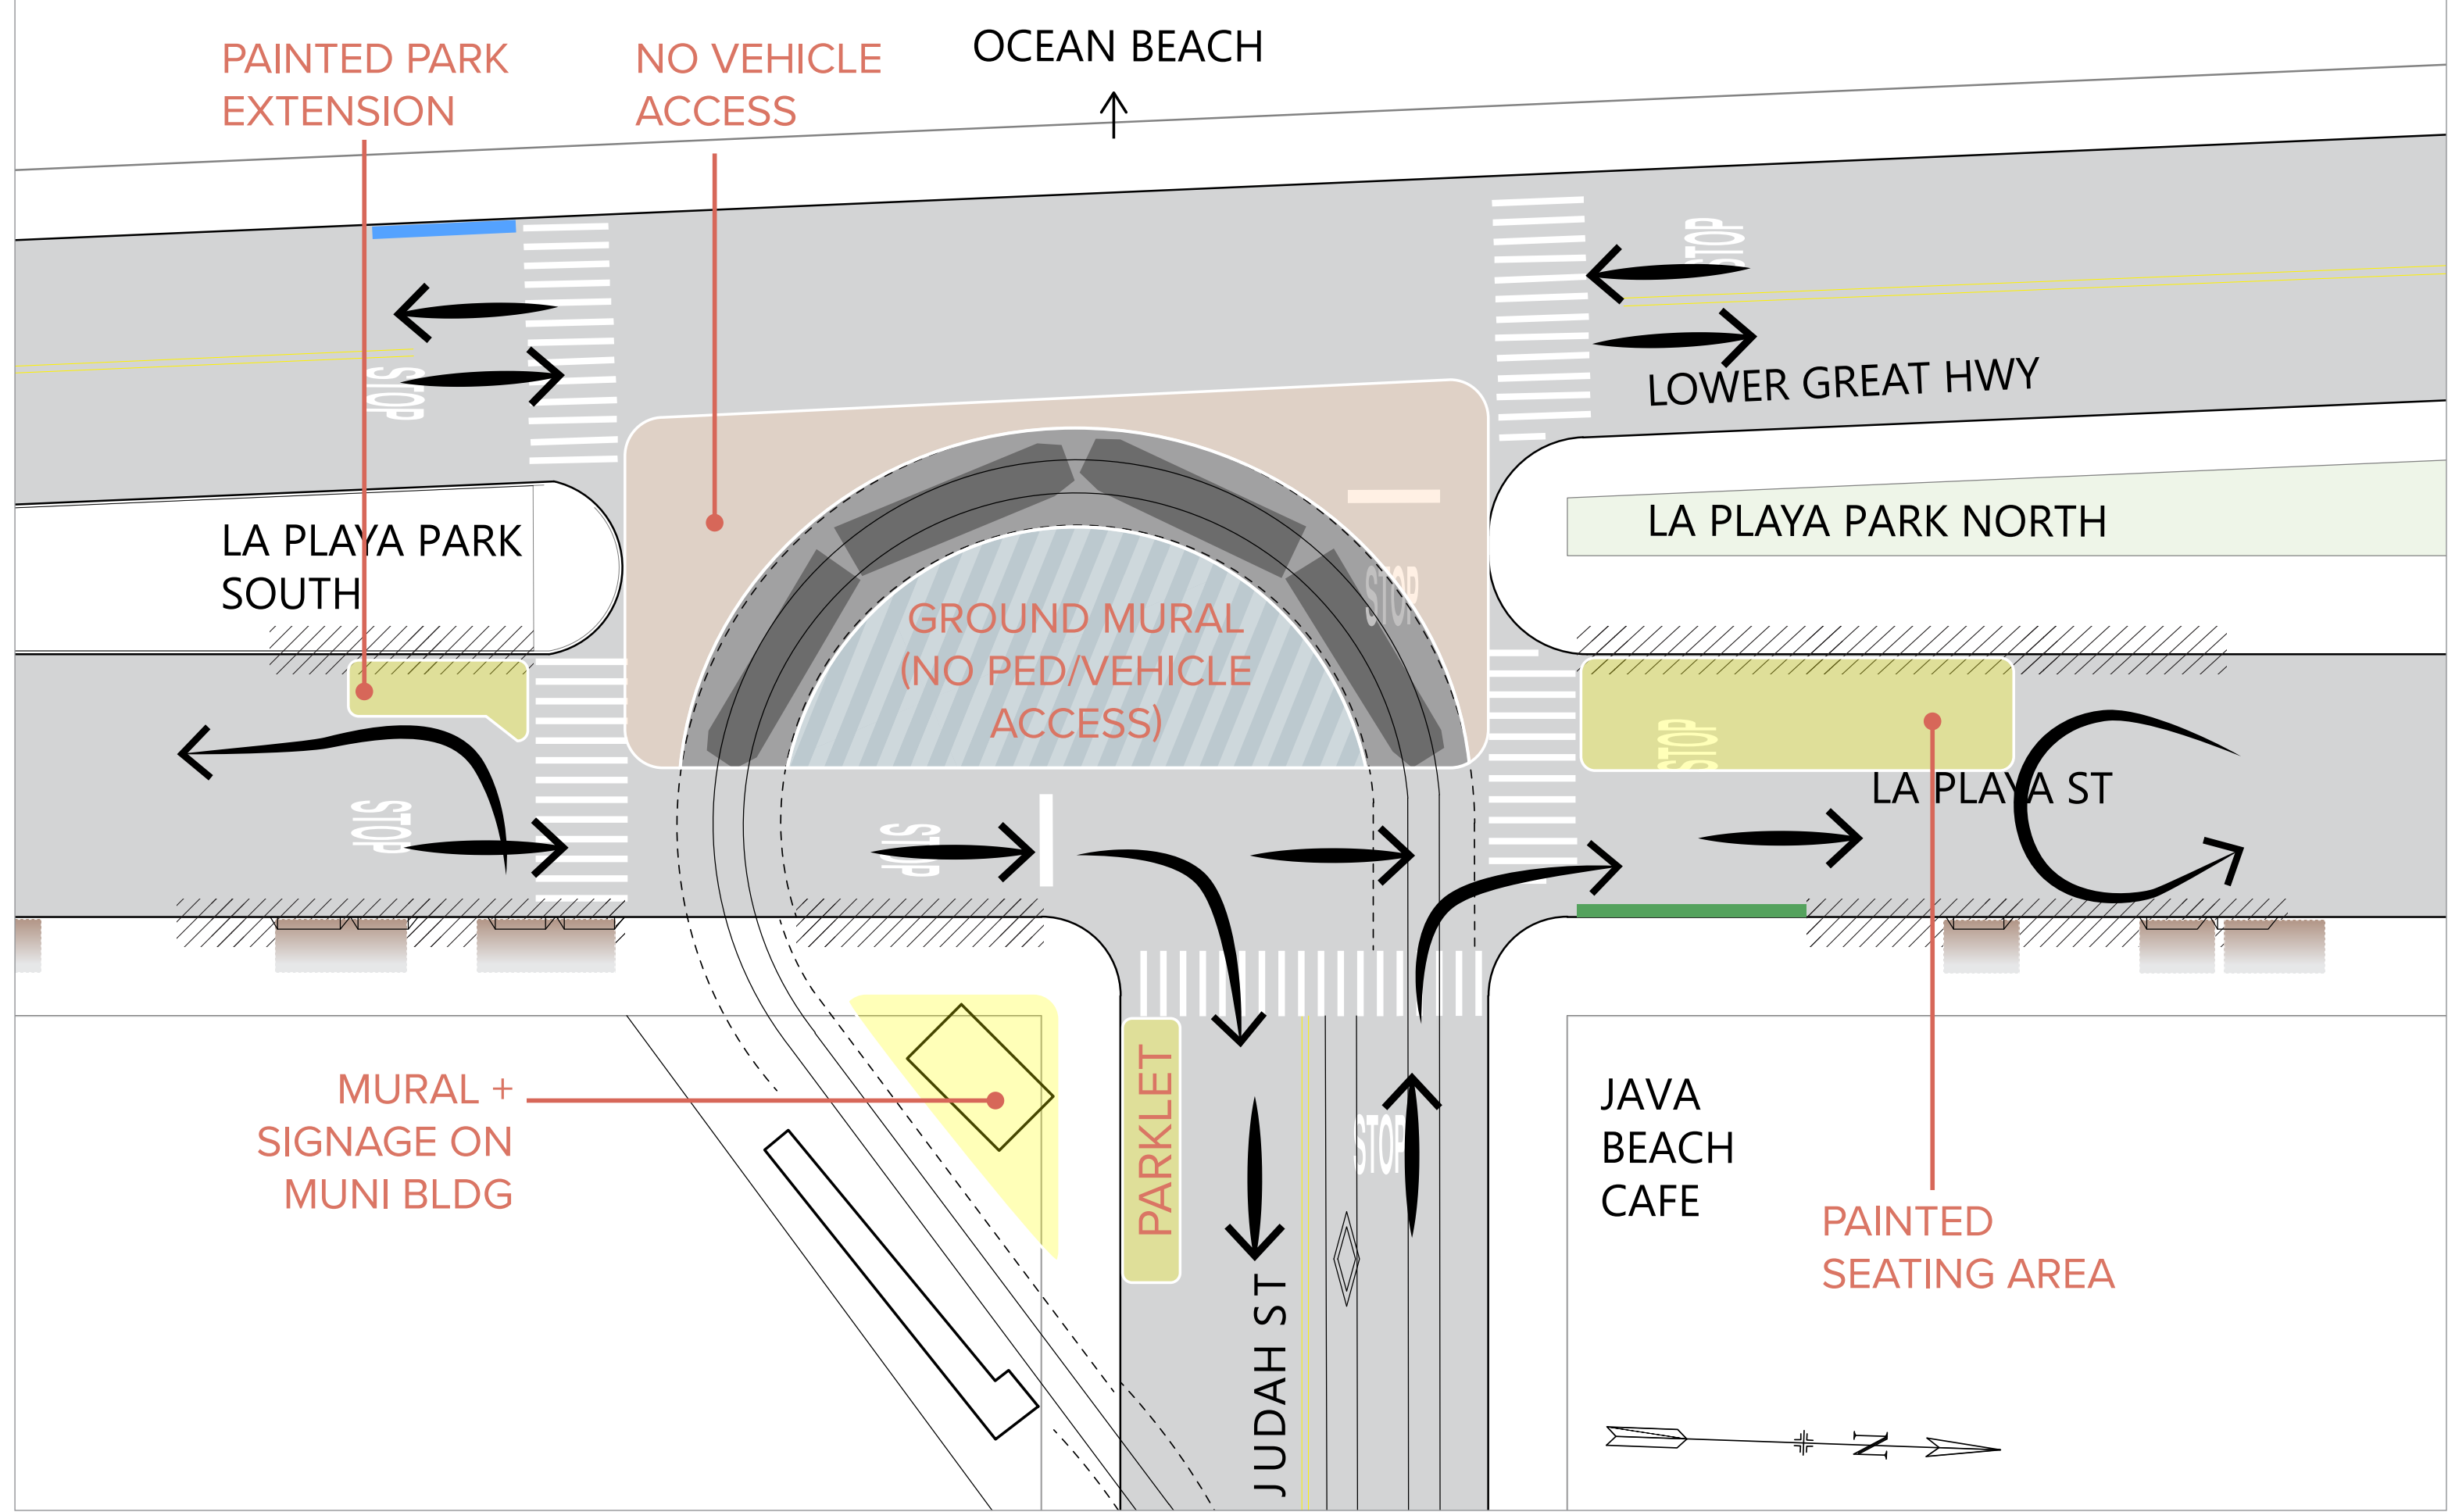 PAINTED PARK
EXTENSION
NO VEHICLE
ACCESS
OCEAN BEACH
STOP
LOWER GREAT HWY
STOP
LA PLAYA PARK
SOUTH
LA PLAYA PARK NORTH
STOP
GROUND MURAL
(NO PED/VEHICLE
ACCESS)
STOP
LA PLAYA ST
STOP
STOP
MURAL +
SIGNAGE ON
MUNI BLDG
PARKLET
STOP
JAVA
BEACH
CAFE
PAINTED
SEATING AREA
JUDAH ST
N